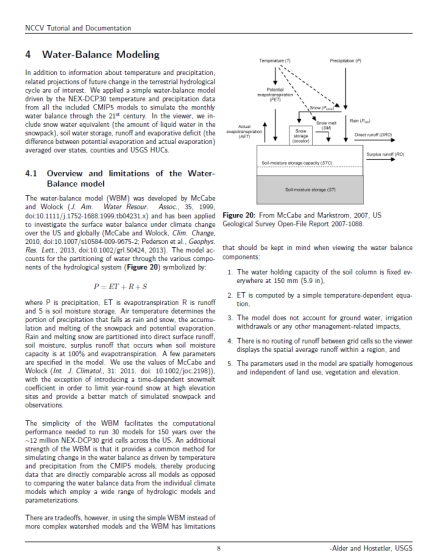 NCCV Tutorial and Documentation
4 Water-Balance Modeling
In addition to information about temperature and precipitation,
related projections of future change in the terrestrial hydrological
cycle are of interest. We applied a simple water-balance model
driven by the NEX-DCP30 temperature and precipitation data
from all the included CMIP5 models to simulate the monthly
water balance through the 21st century. In the viewer, we in-
clude snow water equivalent (the amount of liquid water in the
snowpack), soil water storage, runoff and evaporative deficit (the
difference between potential evaporation and actual evaporation)
averaged over states, counties and USGS HUCs.
4.1 Overview and limitations of the Water-
Balance model
The water-balance model (WBM) was developed by McCabe
and Wolock (J. Am. Water Resour. Assoc., 35, 1999,
doi:10.1111/j.1752-1688.1999.tb04231.x) and has been applied
to investigate the surface water balance under climate change
over the US and globally (McCabe and Wolock, Clim. Change,
2010, doi:10.1007/s10584-009-9675-2; Pederson et al., Geophys.
Res. Lett., 2013, doi:10.1002/grl.50424, 2013). The model ac-
counts for the partitioning of water through the various compo-
nents of the hydrological system (Figure 20) symbolized by:
P = ET + R + S
where P is precipitation, ET is evapotranspiration R is runoff
and S is soil moisture storage. Air temperature determines the
portion of precipitation that falls as rain and snow, the accumu-
lation and melting of the snowpack and potential evaporation.
Rain and melting snow are partitioned into direct surface runoff,
soil moisture, surplus runoff that occurs when soil moisture
capacity is at 100% and evapotranspiration. A few parameters
are specified in the model. We use the values of McCabe and
Wolock (Int. J. Climatol., 31: 2011. doi: 10.1002/joc.2198)),
with the exception of introducing a time-dependent snowmelt
coefficient in order to limit year-round snow at high elevation
sites and provide a better match of simulated snowpack and
observations.
The simplicity of the WBM facilitates the computational
performance needed to run 30 models for 150 years over the
~12 million NEX-DCP30 grid cells across the US. An additional
strength of the WBM is that it provides a common method for
simulating change in the water balance as driven by temperature
and precipitation from the CMIP5 models, thereby producing
data that are directly comparable across all models as opposed
to comparing the water balance data from the individual climate
models which employ a wide range of hydrologic models and
parameterizations.
There are tradeoffs, however, in using the simple WBM instead of
more complex watershed models and the WBM has limitations
Temperature (T)
Precipitation (P)
Potential
evapotranspiration
(PET)
Snow (Psnow)
Actual
evapotranspiration
(AET)
Snow
storage
(snostor)
Snow melt
(SM)
Rain (Prain)
Direct runoff (DRO)
Surplus runoff (RO)
Soil-moisture storage capacity (STC)
Soil-moisture storage (ST)
Figure 20: From McCabe and Markstrom, 2007, US
Geological Survey Open-File Report 2007-1088.
that should be kept in mind when viewing the water balance
components:
1. The water holding capacity of the soil column is fixed ev-
erywhere at 150 mm (5.9 in),
2. ET is computed by a simple temperature-dependent equa-
tion,
3. The model does not account for ground water, irrigation
withdrawals or any other management-related impacts,
4. There is no routing of runoff between grid cells so the viewer
displays the spatial average runoff within a region, and
5. The parameters used in the model are spatially homogenous
and independent of land use, vegetation and elevation.
8
-Alder and Hostetler, USGS